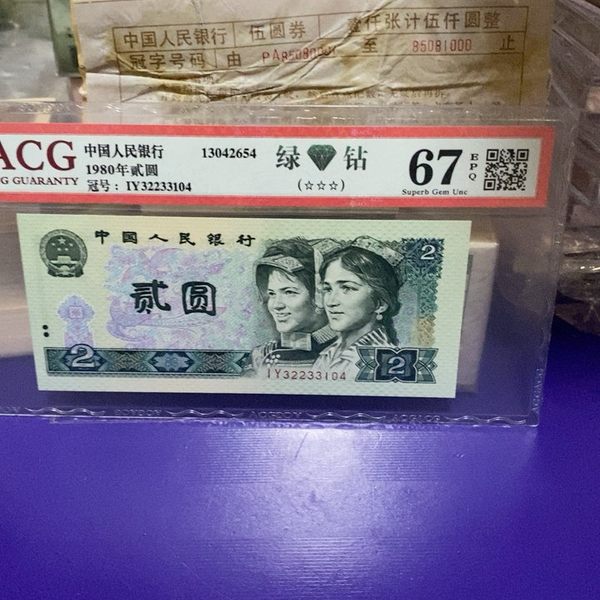 中国人民银行 伍圆券 壹仟张计伍仟圆整
冠字号码 由 至 85081000 止
ACG
G GUARANTY
中国人民银行 13042654
1980年贰圆
冠号：IY32233104
绿 钻
(☆☆☆)
67 EPQ
Superb Gem Unc
中国人民银行
贰圆
2
2
IY32233104
2